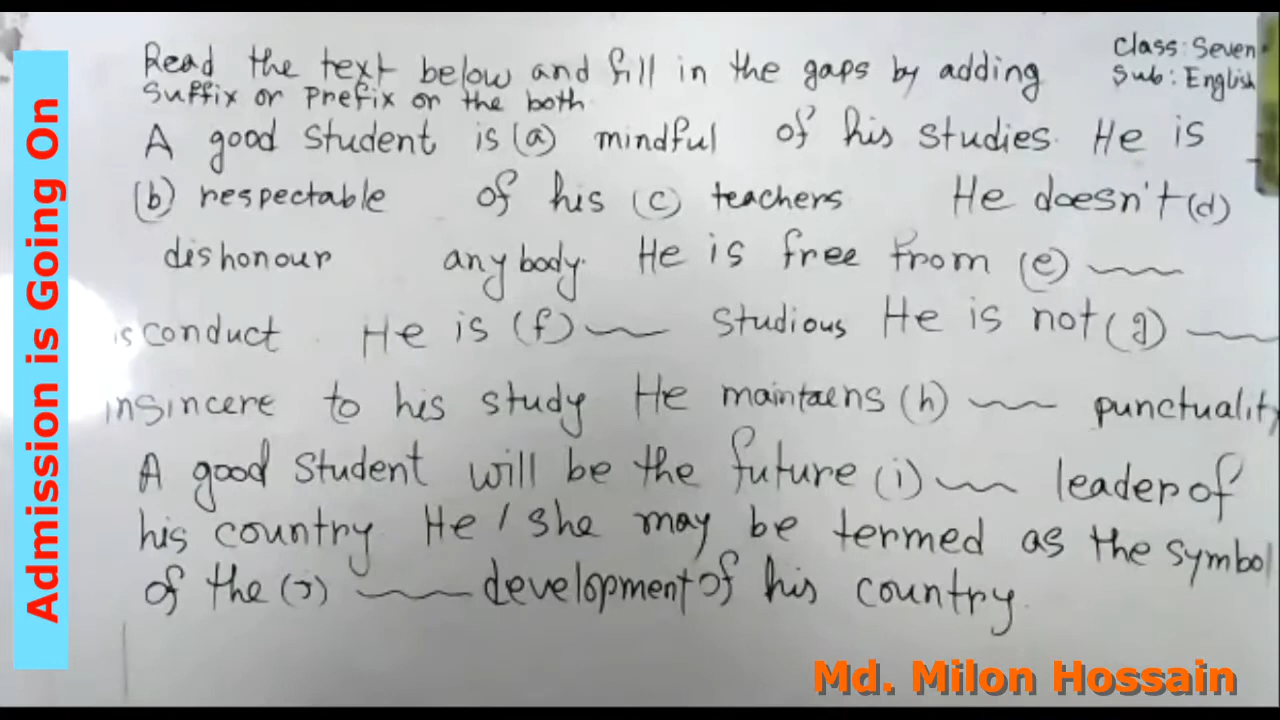 Admission is Going On
Class: Seven
Sub: English
Read the text below and fill in the gaps by adding
suffix or prefix or the both.
A good student is (a) mindful of his studies. He is
(b) respectable of his (c) teachers He doesn't (d)
dishonour anybody. He is free from (e)
isconduct. He is (f) studious He is not (g)
insincere to his study He maintaens (h) punctuality
A good student will be the future (i) leader of
his country. He / she may be termed as the symbol
of the (J) development of his country.
Md. Milon Hossain